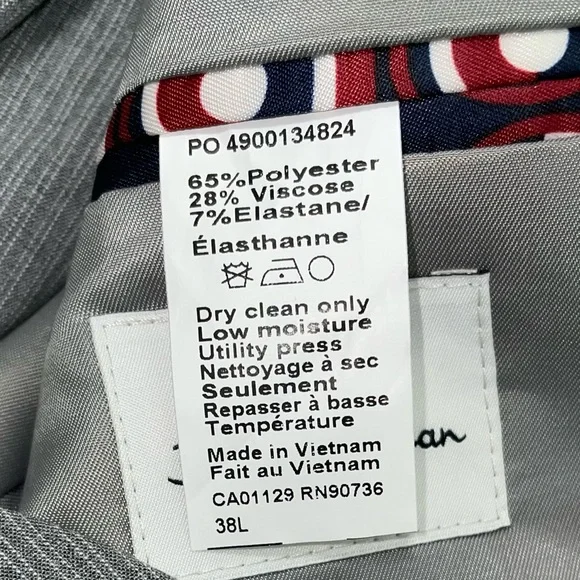 PO 4900134824
65%Polyester
28% Viscose
7%Elastane/
Élasthanne
Dry clean only
Low moisture
Utility press
Nettoyage à sec
Seulement
Repasser à basse
Température
Made in Vietnam
Fait au Vietnam
CA01129 RN90736
38L